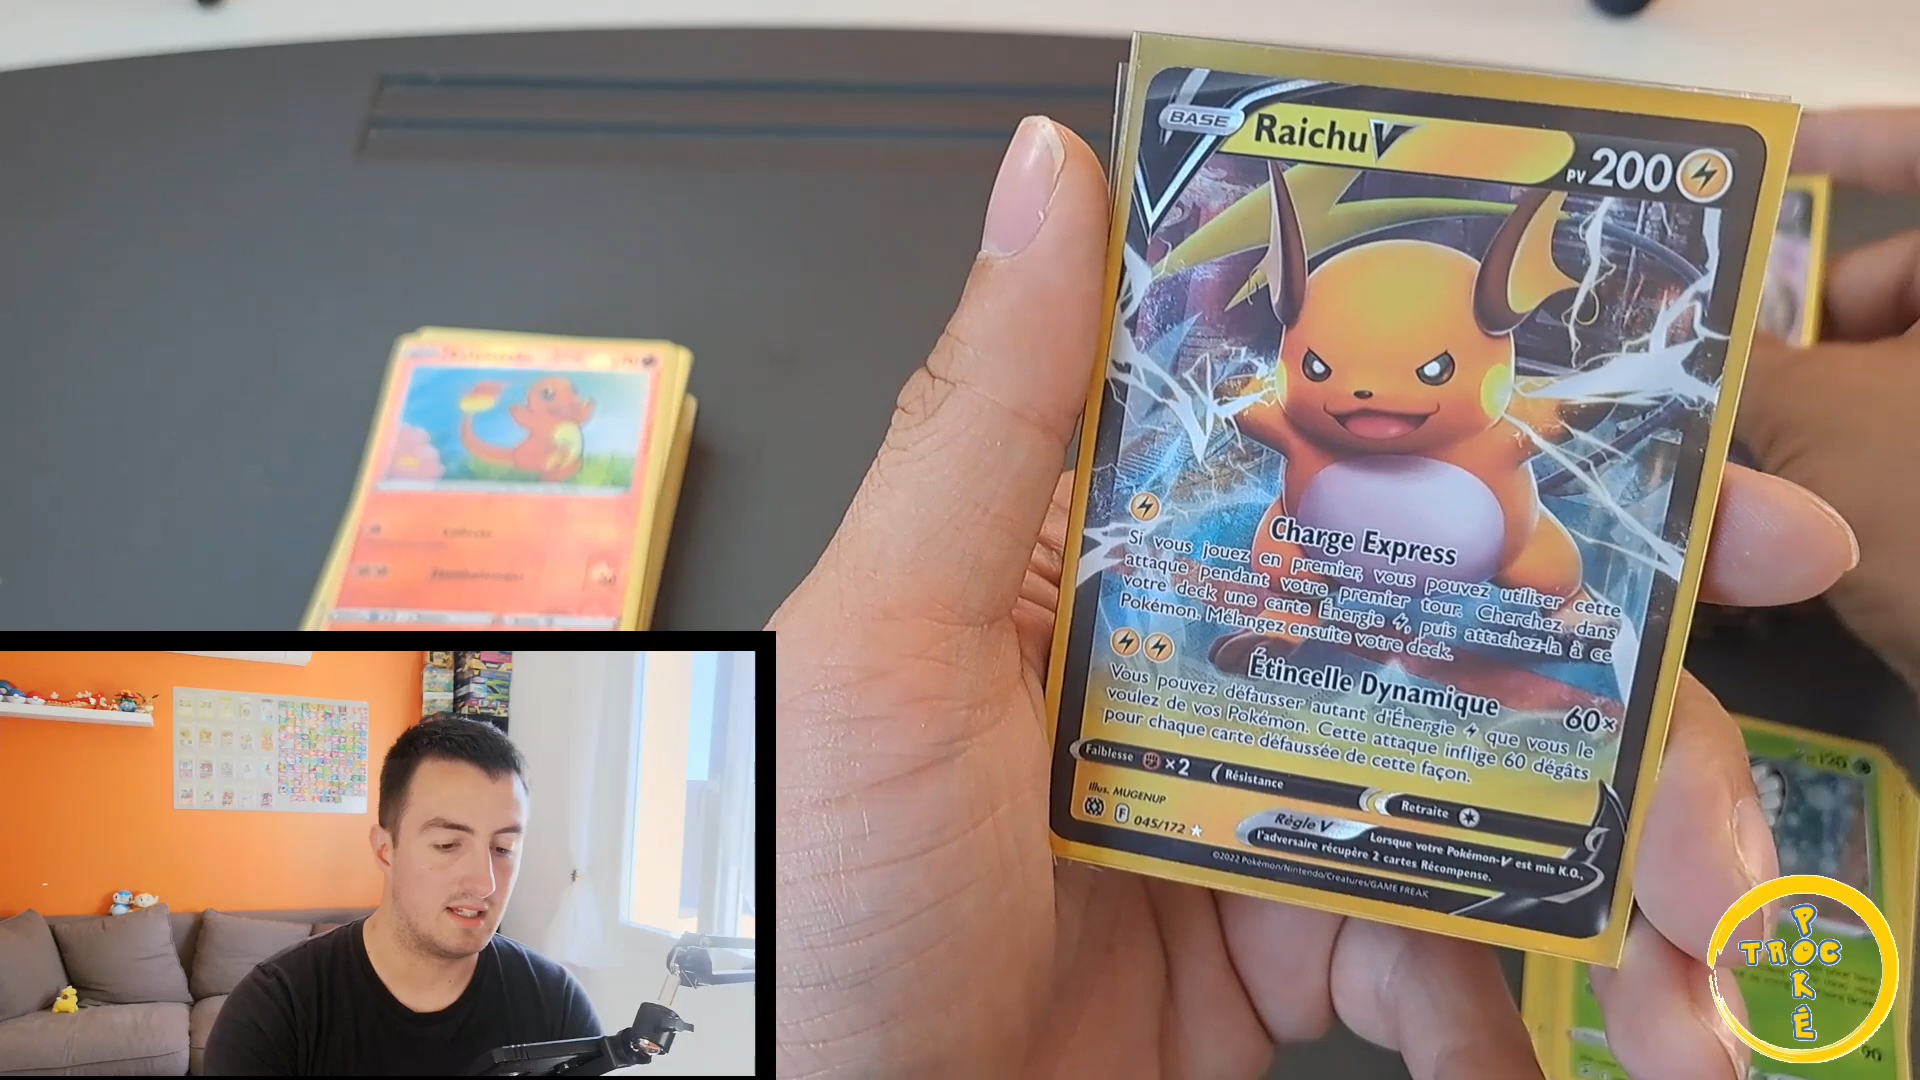 BASE
Raichu V
PV 200
Charge Express
Si vous jouez en premier, vous pouvez utiliser cette
attaque pendant votre premier tour. Cherchez dans
votre deck une carte Énergie, puis attachez-la à ce
Pokémon. Mélangez ensuite votre deck.
Étincelle Dynamique 60×
Vous pouvez défausser autant d'Énergie que vous le
voulez de vos Pokémon. Cette attaque inflige 60 dégâts
pour chaque carte défaussée de cette façon.
Faiblesse ×2 Résistance Retraite
Illus. MUGENUP
F 045/172
Règle V Lorsque votre Pokémon-V est mis K.O.,
l'adversaire récupère 2 cartes Récompense.
©2022 Pokémon/Nintendo/Creatures/GAME FREAK
120
90
TROC
POKÉ